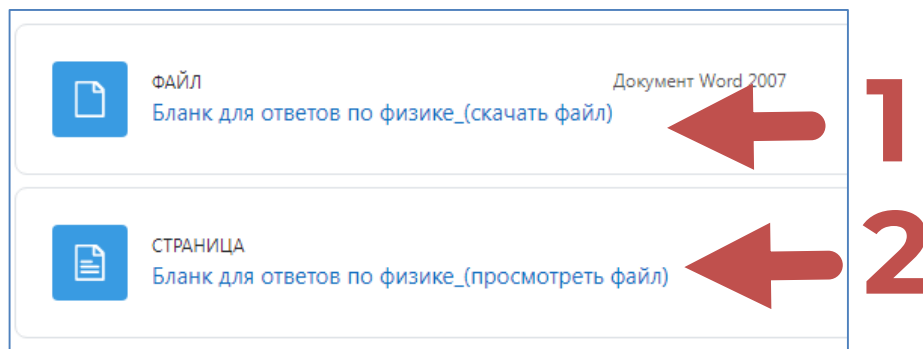 ФАЙЛ
Документ Word 2007
Бланк для ответов по физике_(скачать файл)
1
СТРАНИЦА
Бланк для ответов по физике_(просмотреть файл)
2